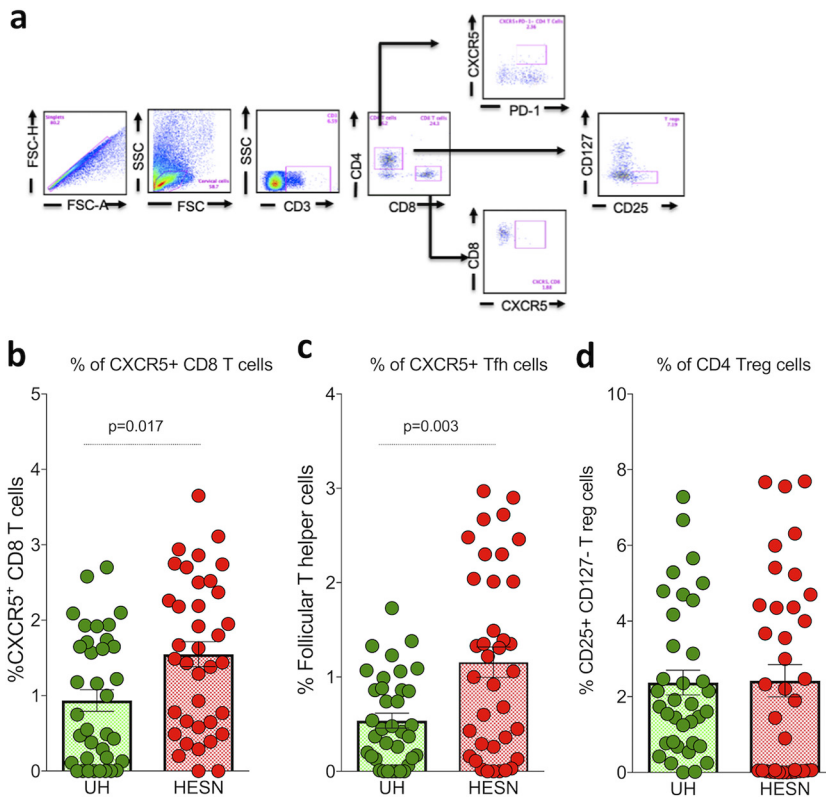 a
CXCR5+PD-1- CD4 T Cells
2.36
CXCR5
PD-1
Singlets
FSC-H
FSC-A
SSC
Cervical cells
FSC
SSC
CD3
CD3
CD4 T cells
CD4
CD8
T regs
CD127
CD25
CD8
CXCR5
b
% of CXCR5+ CD8 T cells
%CXCR5+ CD8 T cells
5
4
3
2
1
0
p=0.017
UH
HESN
c
% of CXCR5+ Tfh cells
% Follicular T helper cells
4
3
2
1
0
p=0.003
UH
HESN
d
% of CD4 Treg cells
% CD25+ CD127- T reg cells
10
8
6
4
2
0
UH
HESN